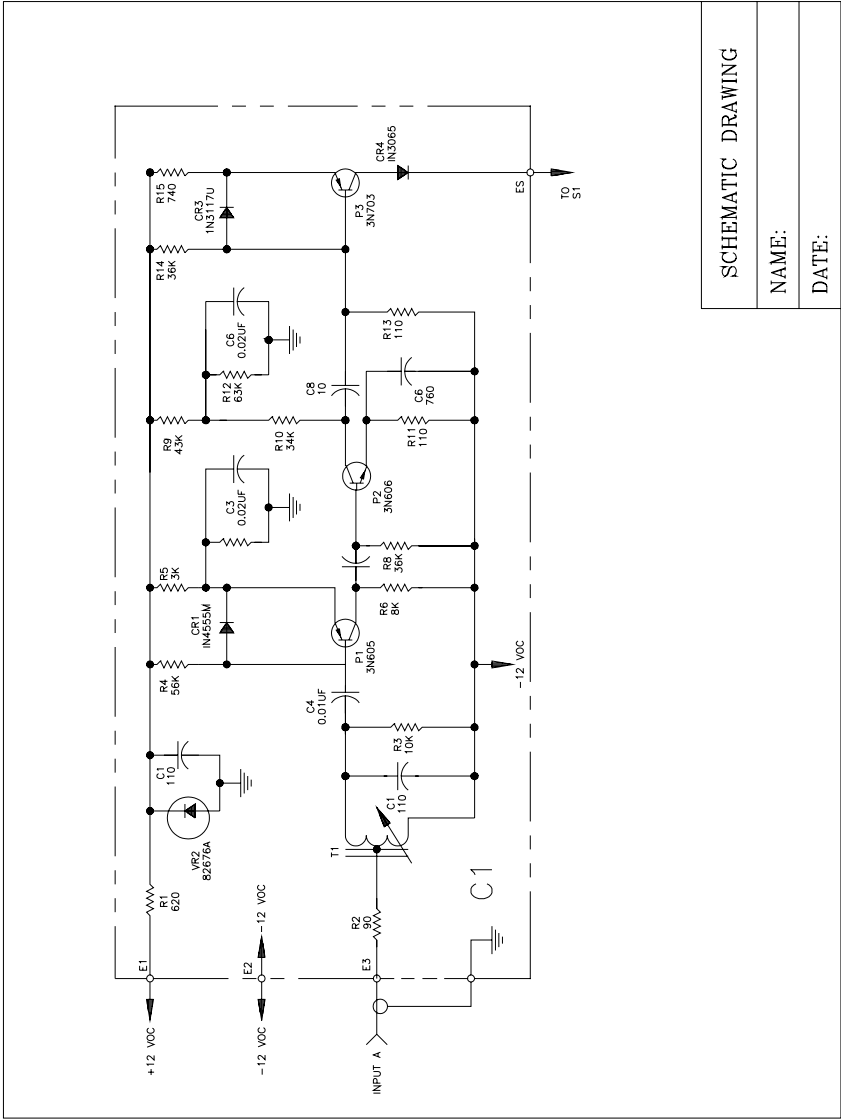 SCHEMATIC DRAWING
NAME:
DATE:
+12 VOC
E1
R1
620
VR2
82676A
C1
110
R4
56K
CR1
IN4555M
R5
3K
C3
0.02UF
R9
43K
R12
63K
C6
0.02UF
R10
34K
R14
36K
CR3
1N3117U
R15
740
-12 VOC
E2
-12 VOC
INPUT A
E3
R2
90
T1
C1
110
R3
10K
C4
0.01UF
P1
3N605
R6
8K
R8
36K
P2
3N606
C8
10
R11
110
C6
760
R13
110
P3
3N703
CR4
IN3065
ES
TO
S1
C1
-12 VOC